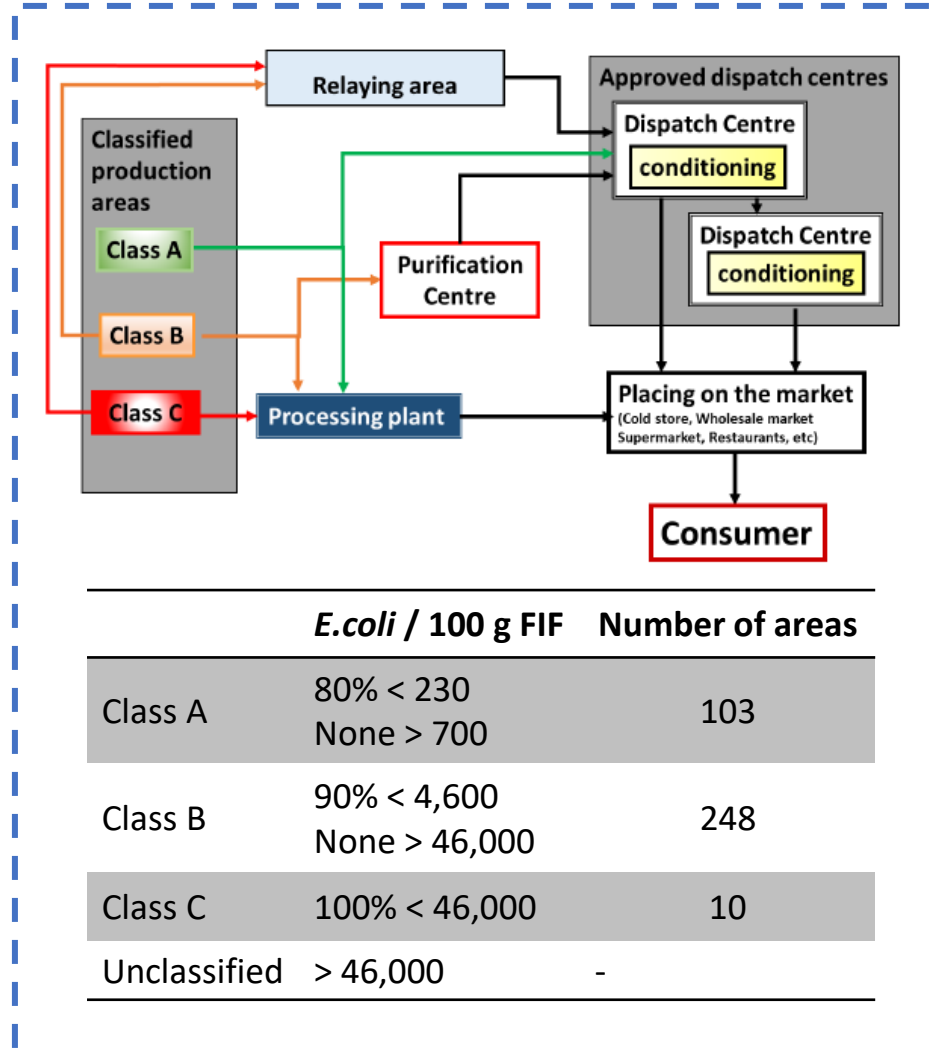 Relaying area
Approved dispatch centres
Dispatch Centre
conditioning
Classified
production
areas
Class A
Dispatch Centre
conditioning
Purification
Centre
Class B
Class C
Processing plant
Placing on the market
(Cold store, Wholesale market
Supermarket, Restaurants, etc)
Consumer
E.coli / 100 g FIF Number of areas
Class A 80% < 230 103
None > 700
Class B 90% < 4,600 248
None > 46,000
Class C 100% < 46,000 10
Unclassified > 46,000 -